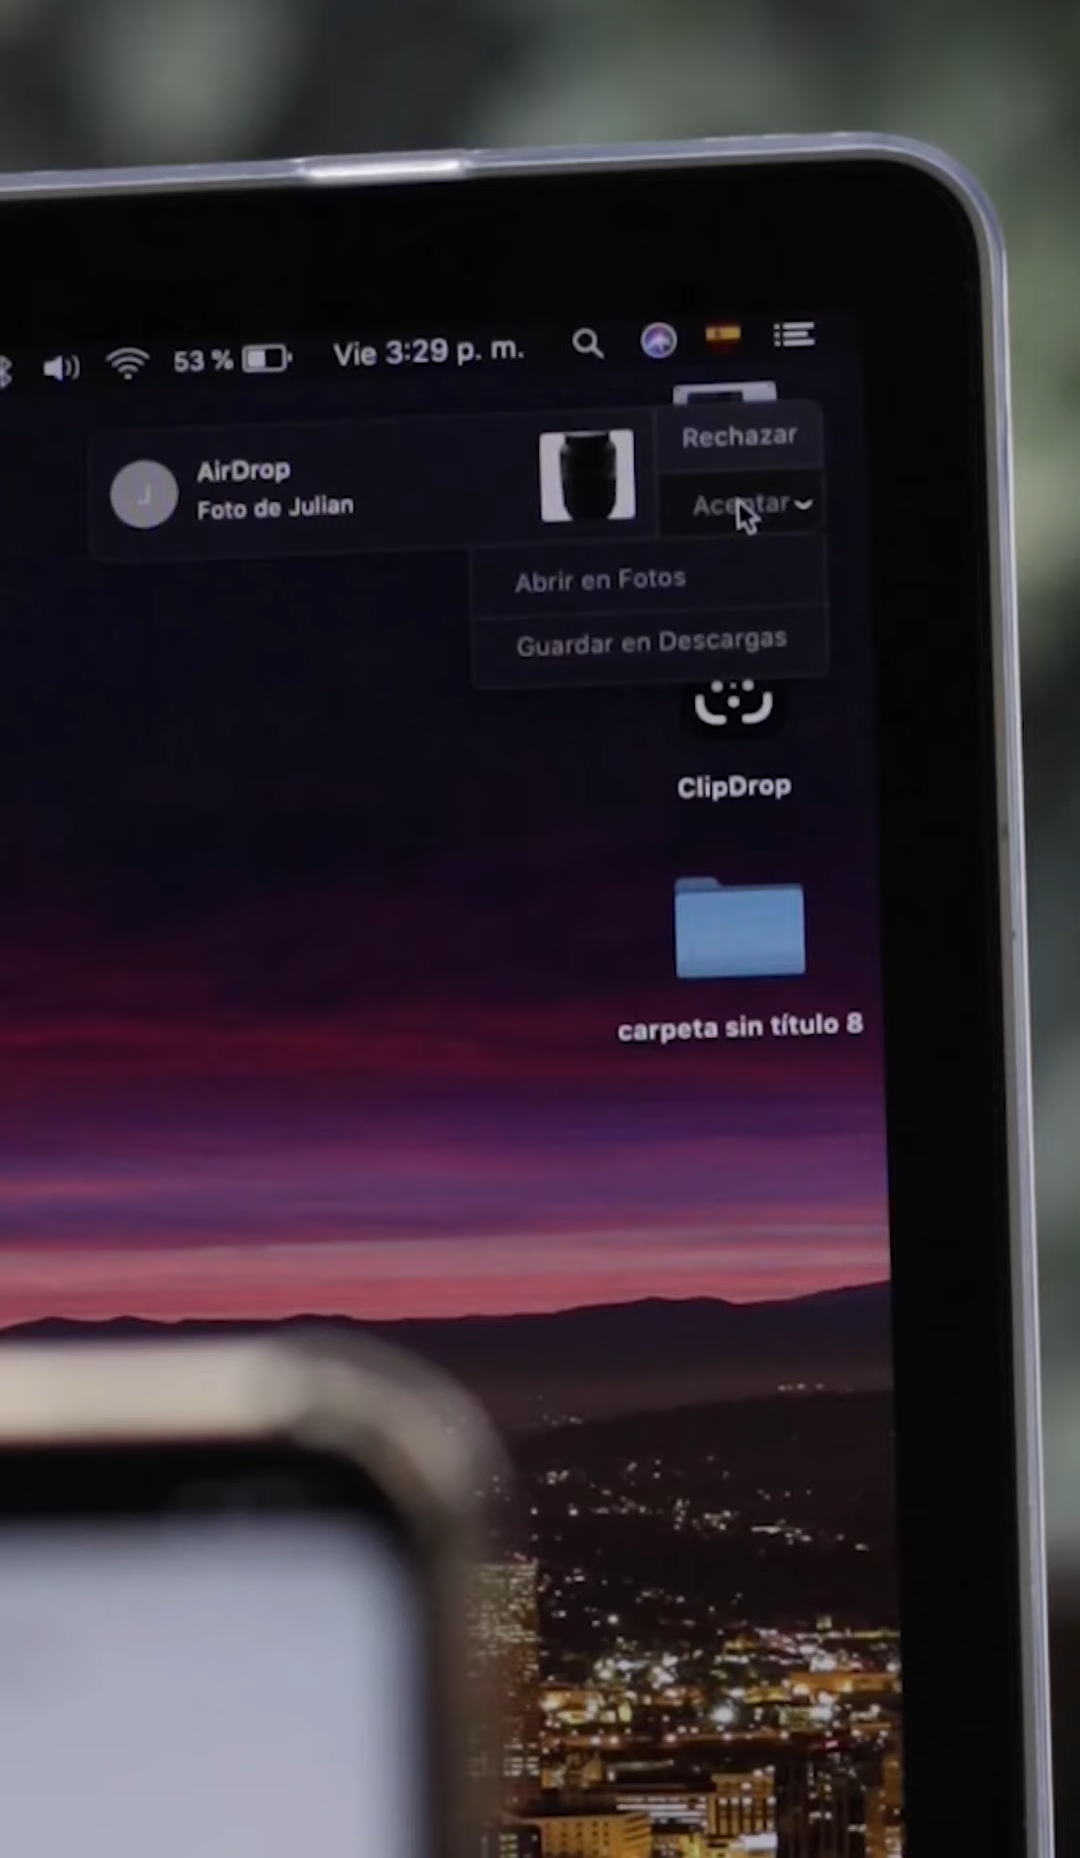 53 %
Vie 3:29 p. m.
AirDrop
Foto de Julian
J
Rechazar
Aceptar
Abrir en Fotos
Guardar en Descargas
ClipDrop
carpeta sin título 8